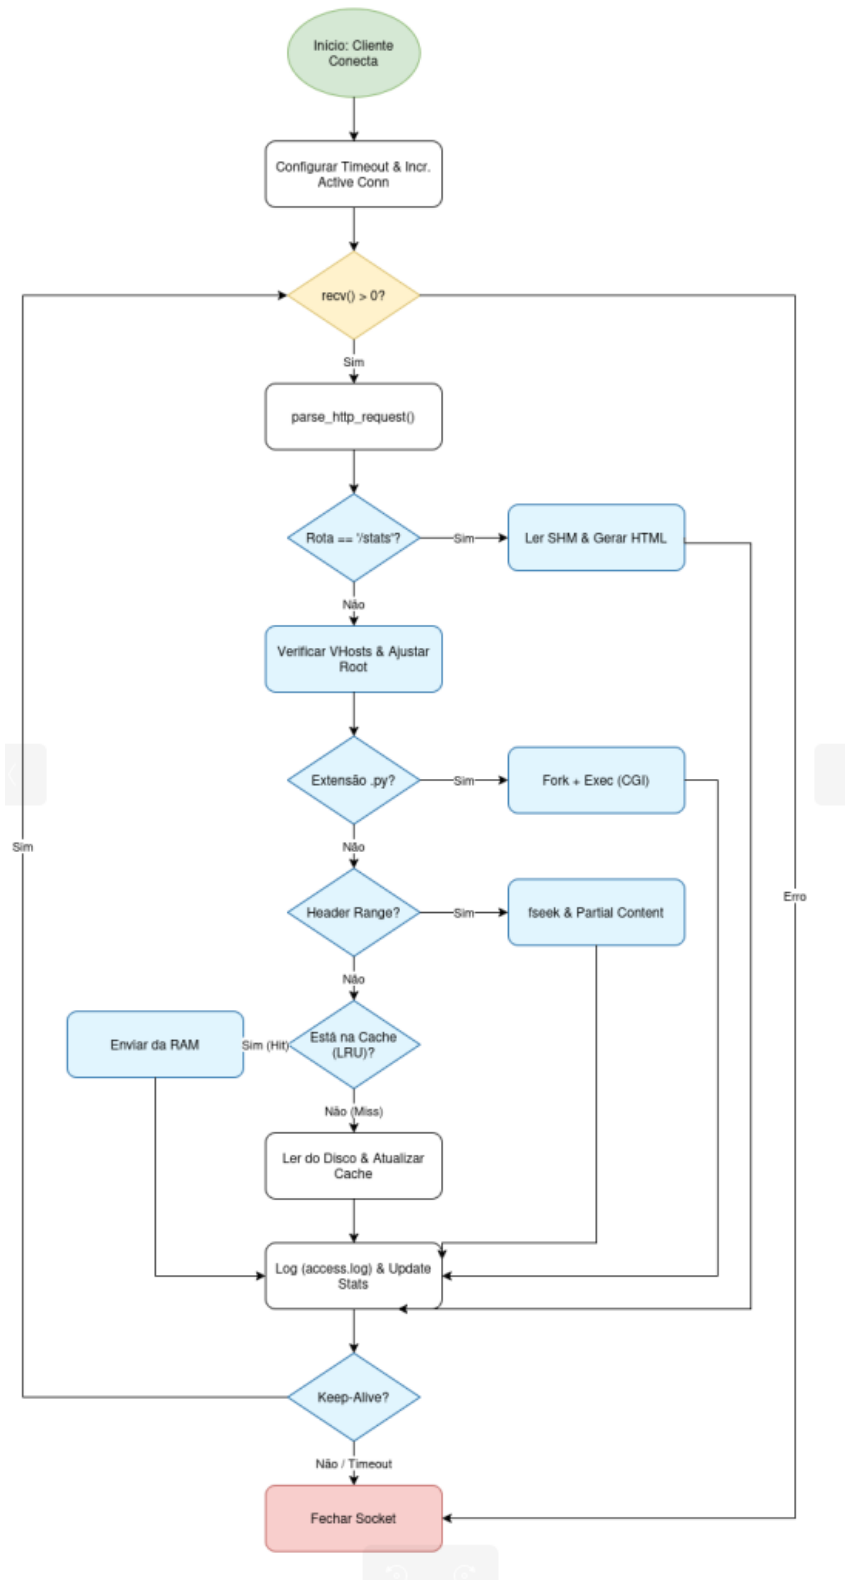 Início: Cliente
Conecta
Configurar Timeout & Incr.
Active Conn
recv() > 0?
Sim
parse_http_request()
Rota == '/stats'?
Sim
Ler SHM & Gerar HTML
Não
Verificar VHosts & Ajustar
Root
Extensão .py?
Sim
Fork + Exec (CGI)
Não
Sim
Erro
Header Range?
Sim
fseek & Partial Content
Não
Enviar da RAM
Sim (Hit)
Está na Cache
(LRU)?
Não (Miss)
Ler do Disco & Atualizar
Cache
Log (access.log) & Update
Stats
Keep-Alive?
Não / Timeout
Fechar Socket